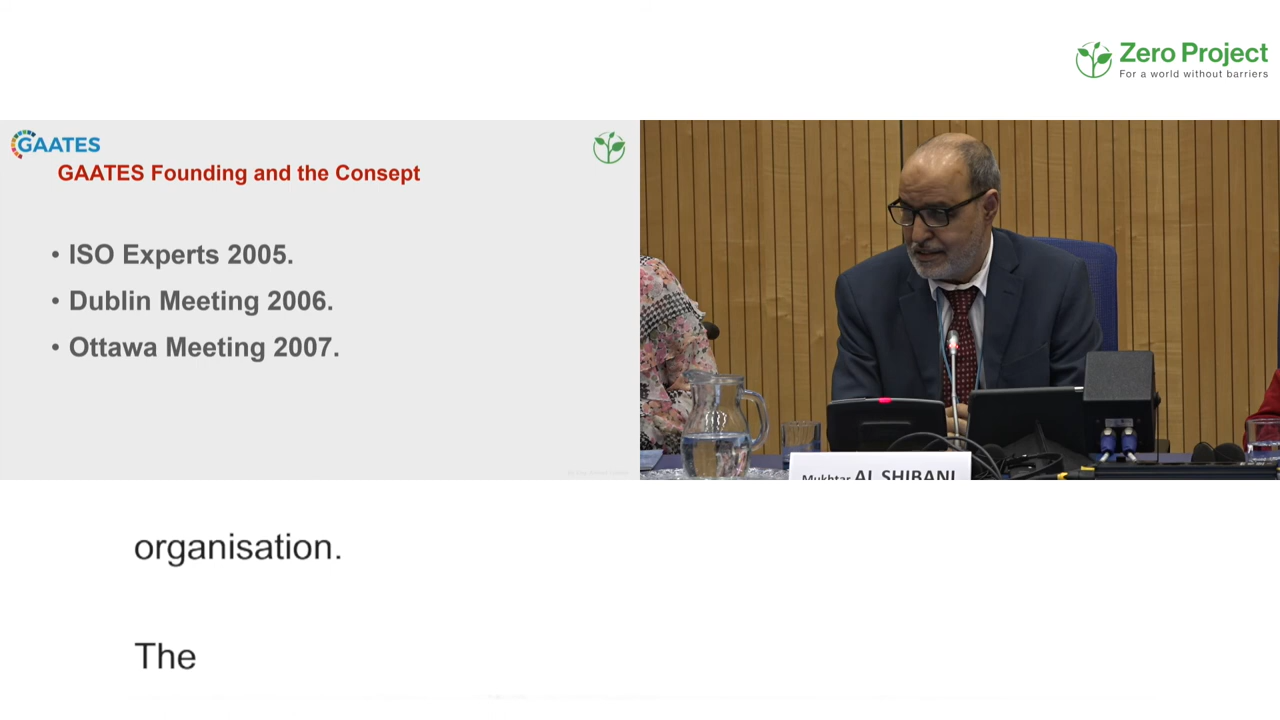 Zero Project
For a world without barriers
GAATES
GAATES Founding and the Consept
• ISO Experts 2005.
• Dublin Meeting 2006.
• Ottawa Meeting 2007.
Mukhtar AL SHIBANI
organisation.
The